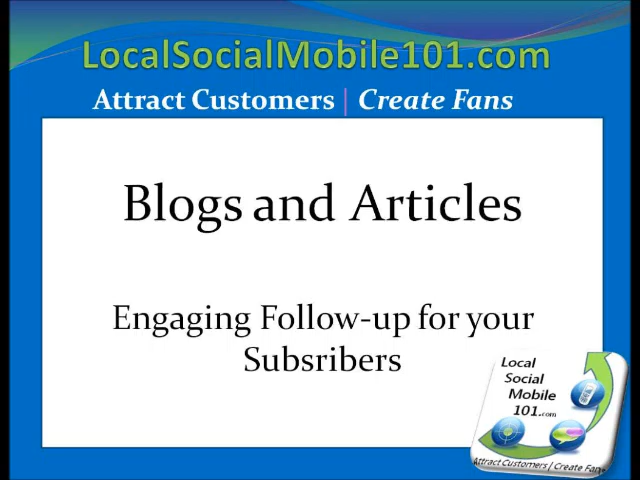 LocalSocialMobile101.com
Attract Customers | Create Fans
Blogs and Articles
Engaging Follow-up for your
Subsribers
Local
Social
Mobile
101.com
Attract Customers | Create Fans